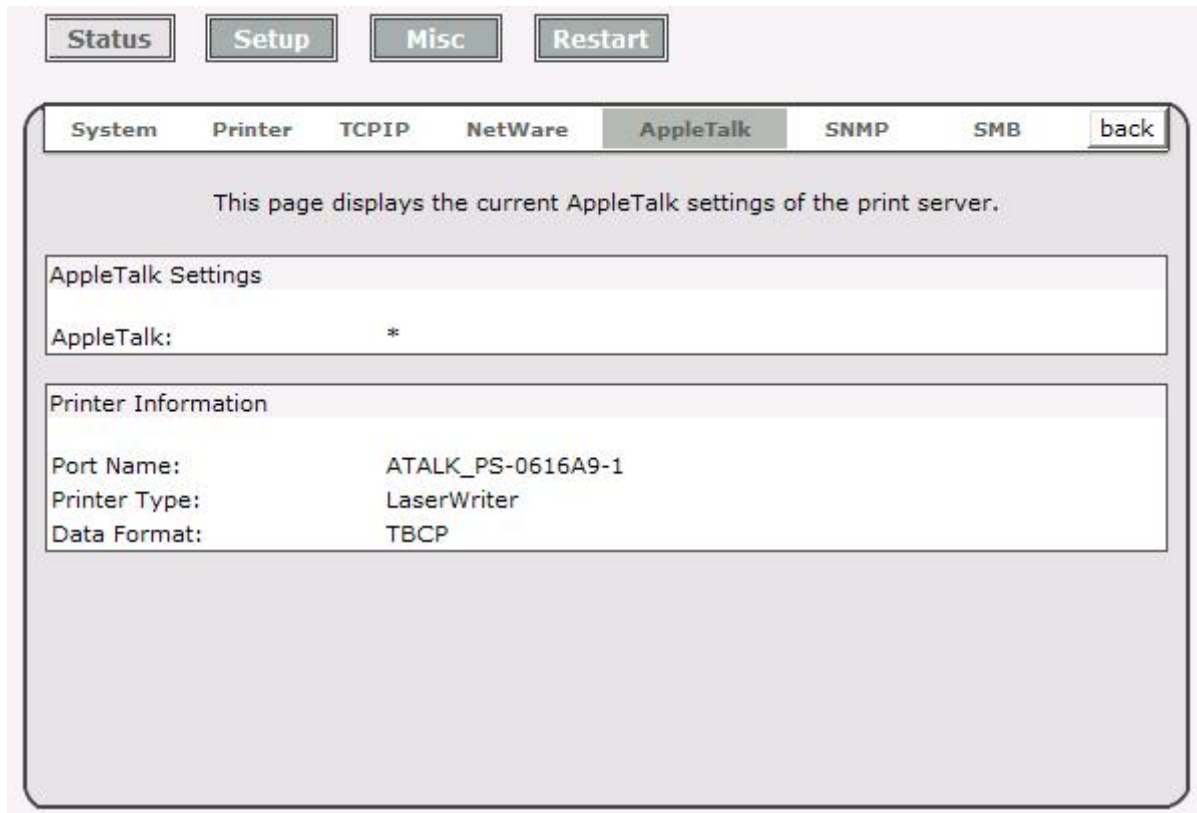 Status Setup Misc Restart
System Printer TCPIP NetWare AppleTalk SNMP SMB back
This page displays the current AppleTalk settings of the print server.
AppleTalk Settings
AppleTalk: *
Printer Information
Port Name: ATALK_PS-0616A9-1
Printer Type: LaserWriter
Data Format: TBCP